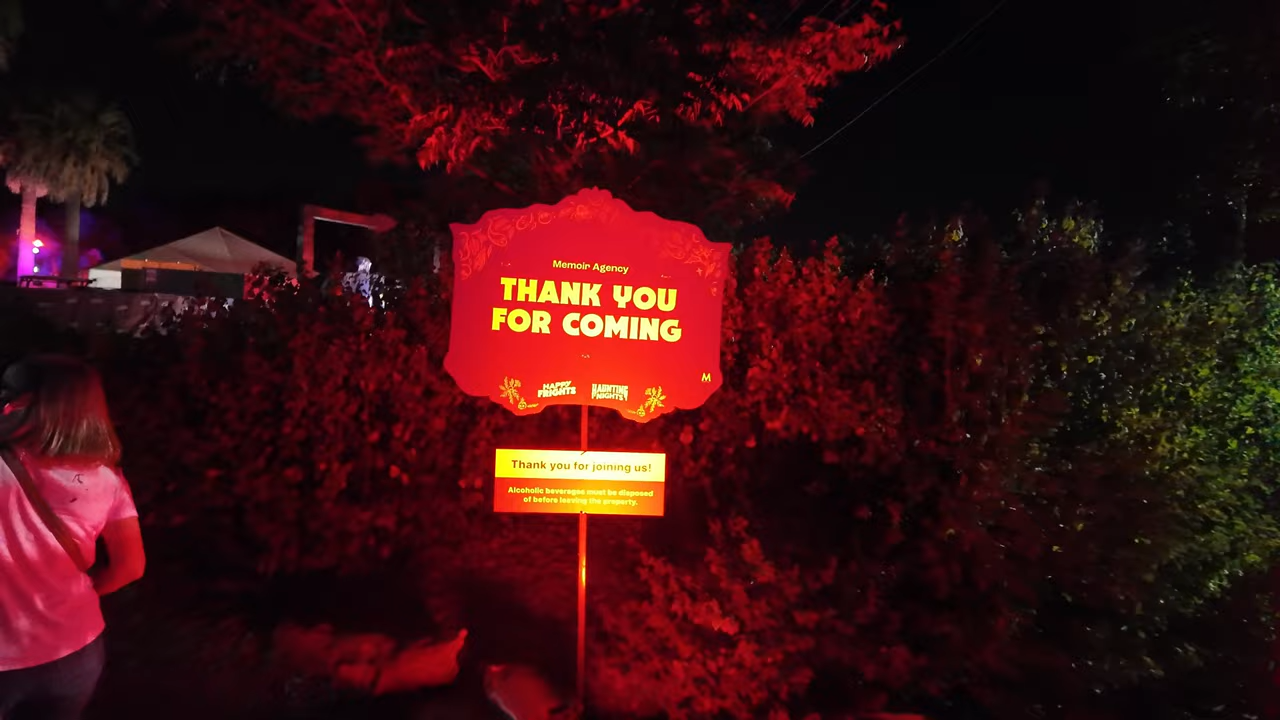 Memoir Agency
THANK YOU
FOR COMING
HAPPY
FRIGHTS
HAUNTING
NIGHTS
M
Thank you for joining us!
Alcoholic beverages must be disposed
of before leaving the property.